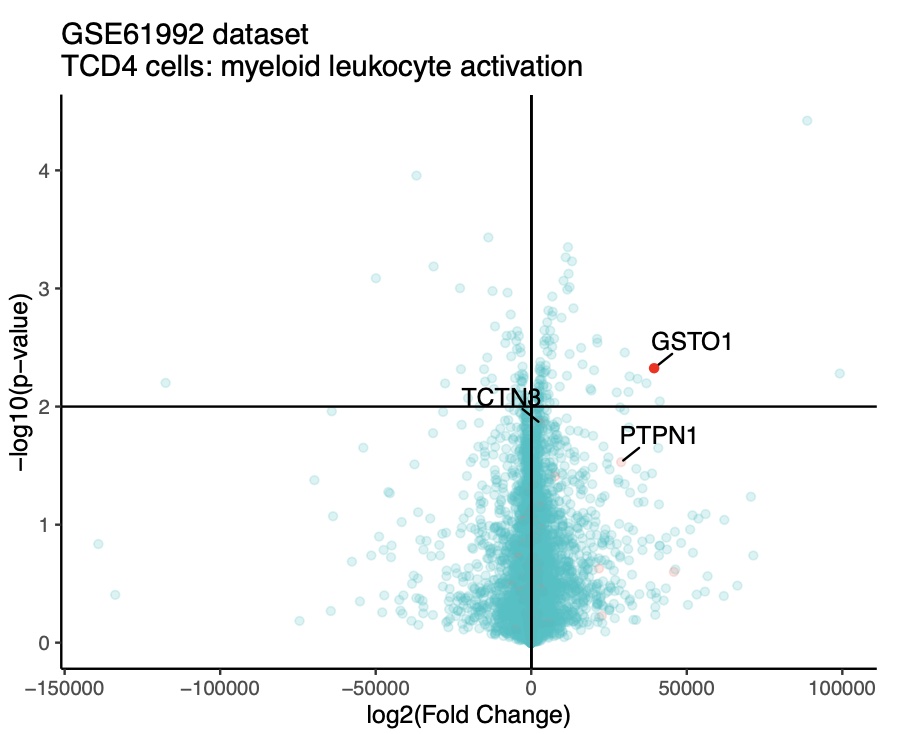 GSE61992 dataset
TCD4 cells: myeloid leukocyte activation
−log10(p−value)
4
3
2
1
0
GSTO1
TCTN3
PTPN1
−150000
−100000
−50000
0
50000
100000
log2(Fold Change)